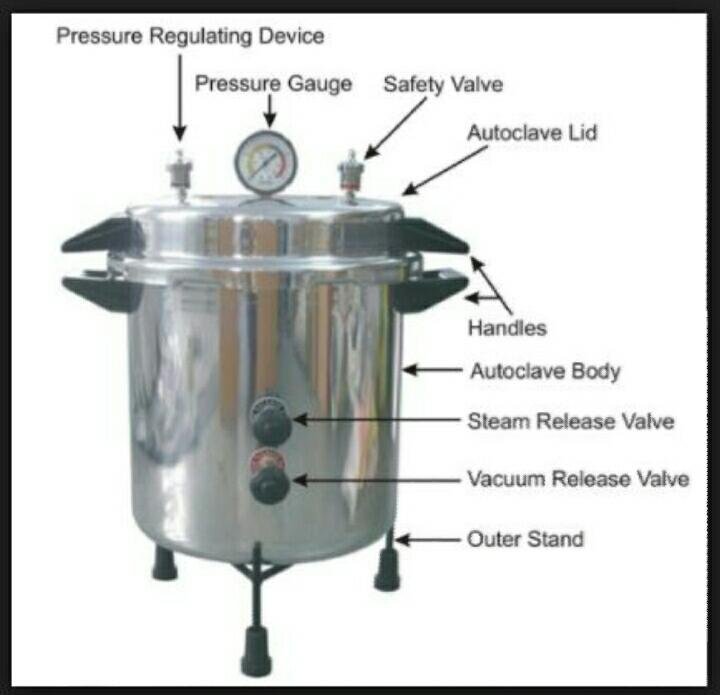 Pressure Regulating Device
Pressure Gauge
Safety Valve
Autoclave Lid
Handles
Autoclave Body
Steam Release Valve
Vacuum Release Valve
Outer Stand